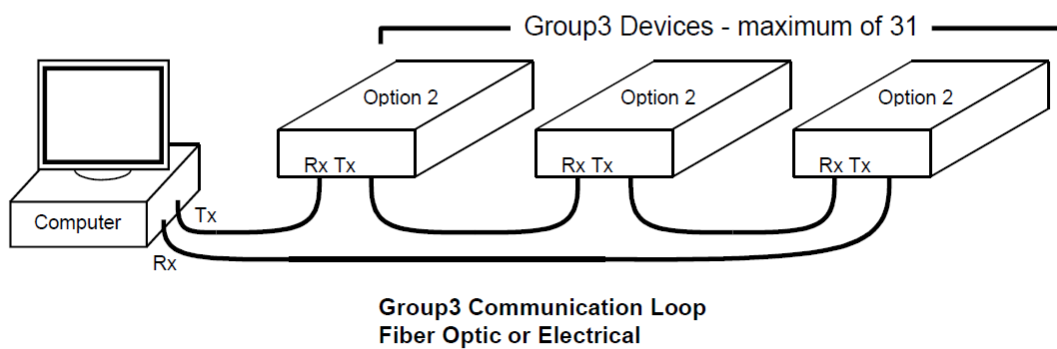 Group3 Devices - maximum of 31
Option 2
Option 2
Option 2
Rx Tx
Rx Tx
Rx Tx
Computer
Tx
Rx
Group3 Communication Loop
Fiber Optic or Electrical